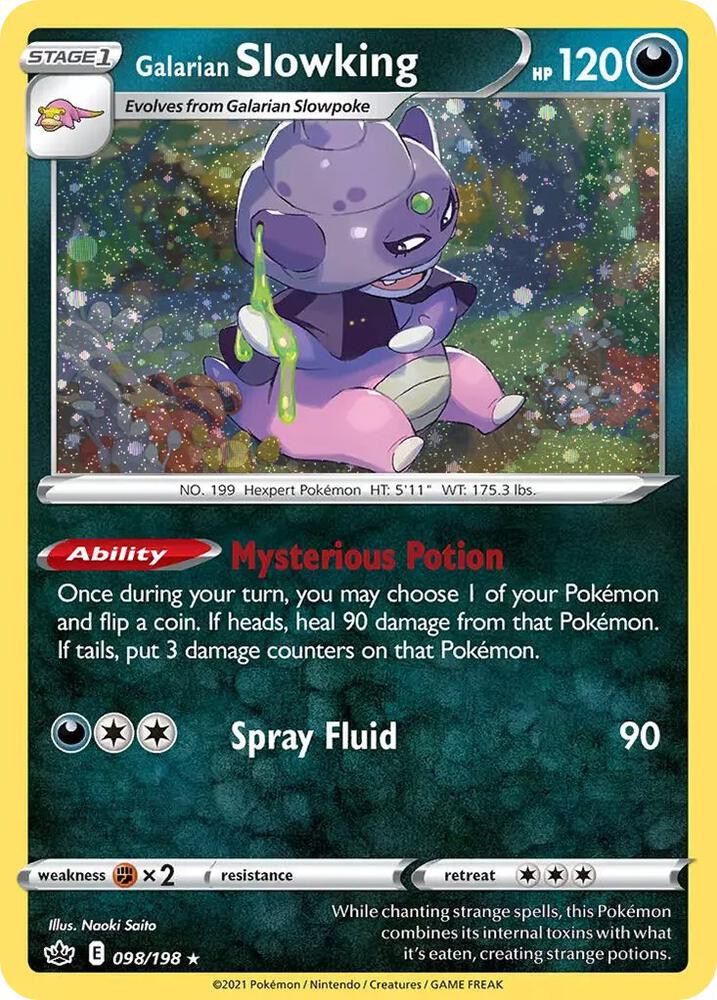 STAGE 1
Galarian Slowking
HP 120
Evolves from Galarian Slowpoke
NO. 199 Hexpert Pokémon HT: 5'11" WT: 175.3 lbs.
Ability Mysterious Potion
Once during your turn, you may choose 1 of your Pokémon
and flip a coin. If heads, heal 90 damage from that Pokémon.
If tails, put 3 damage counters on that Pokémon.
Spray Fluid 90
weakness ×2 resistance retreat
Illus. Naoki Saito
E 098/198 ★
While chanting strange spells, this Pokémon
combines its internal toxins with what
it's eaten, creating strange potions.
©2021 Pokémon / Nintendo / Creatures / GAME FREAK